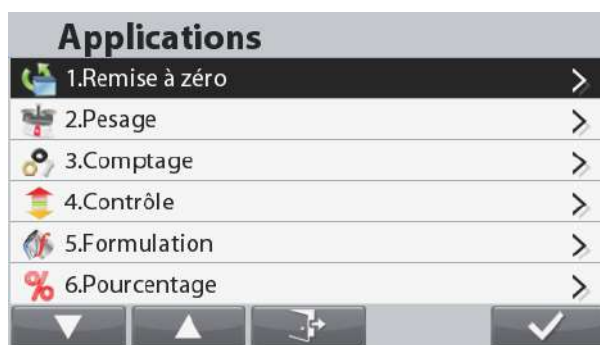 Applications
1.Remise à zéro
2.Pesage
3.Comptage
4.Contrôle
5.Formulation
6.Pourcentage